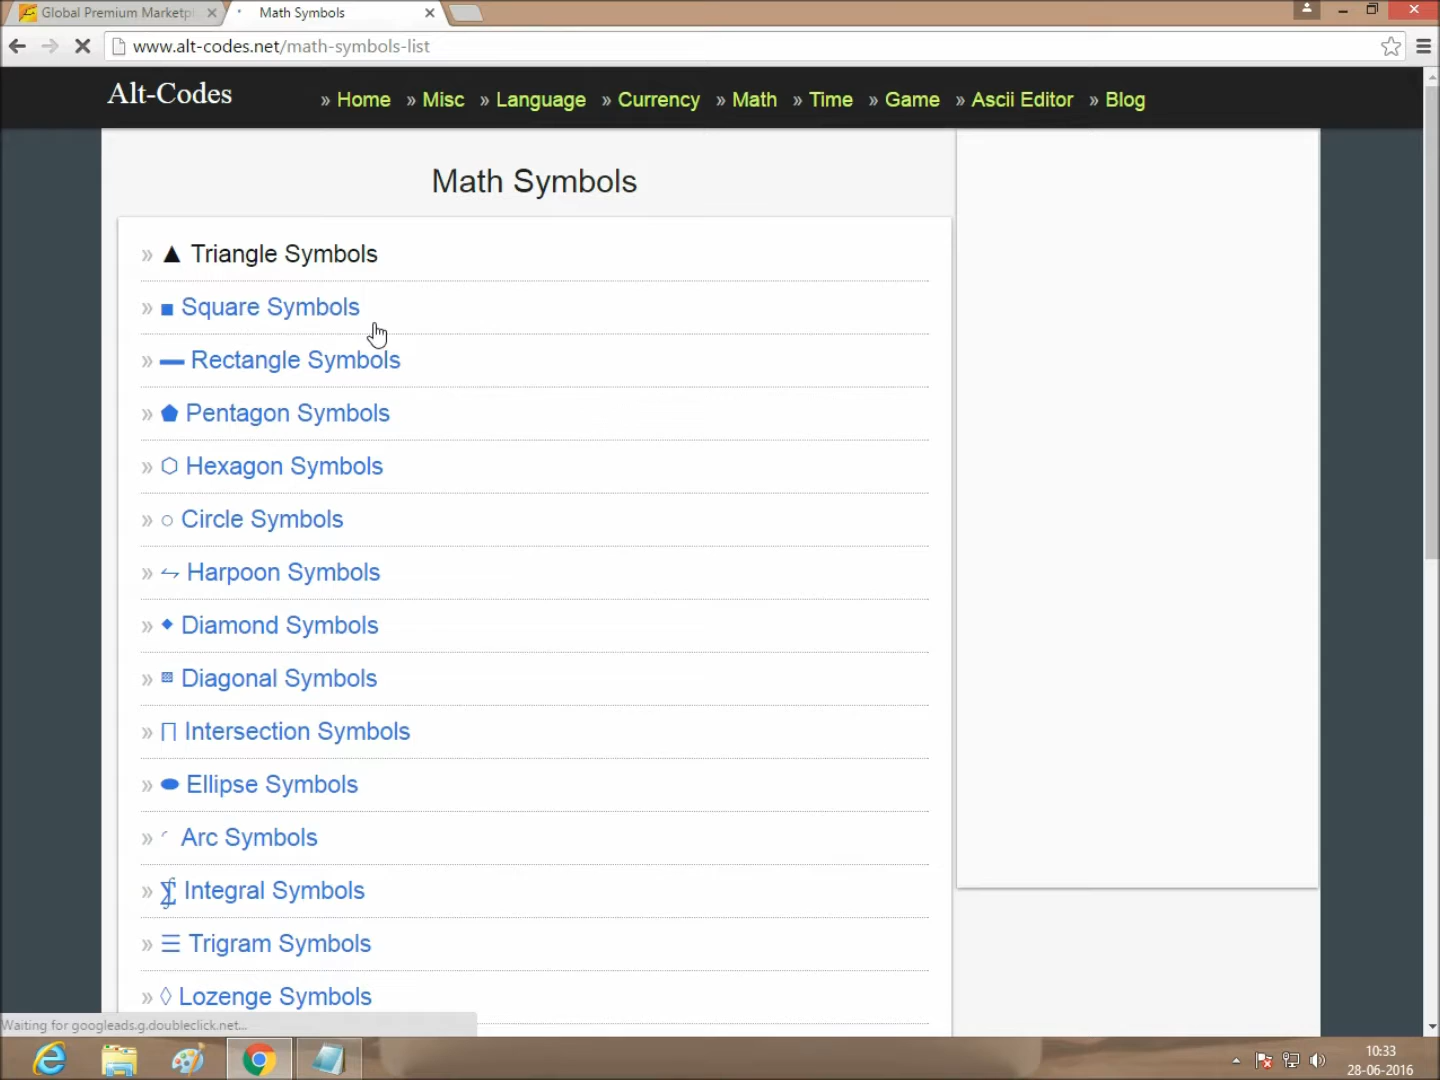 Global Premium Marketp
Math Symbols
www.alt-codes.net/math-symbols-list
Alt-Codes
» Home » Misc » Language » Currency » Math » Time » Game » Ascii Editor » Blog
Math Symbols
» ▲ Triangle Symbols
» ■ Square Symbols
» ▬ Rectangle Symbols
» ⬟ Pentagon Symbols
» ⬡ Hexagon Symbols
» ○ Circle Symbols
» ⥊ Harpoon Symbols
» ◆ Diamond Symbols
» ▩ Diagonal Symbols
» ∏ Intersection Symbols
» ⬬ Ellipse Symbols
» ◜ Arc Symbols
» ⨋ Integral Symbols
» ☰ Trigram Symbols
» ◊ Lozenge Symbols
Waiting for googleads.g.doubleclick.net...
10:33
28-06-2016